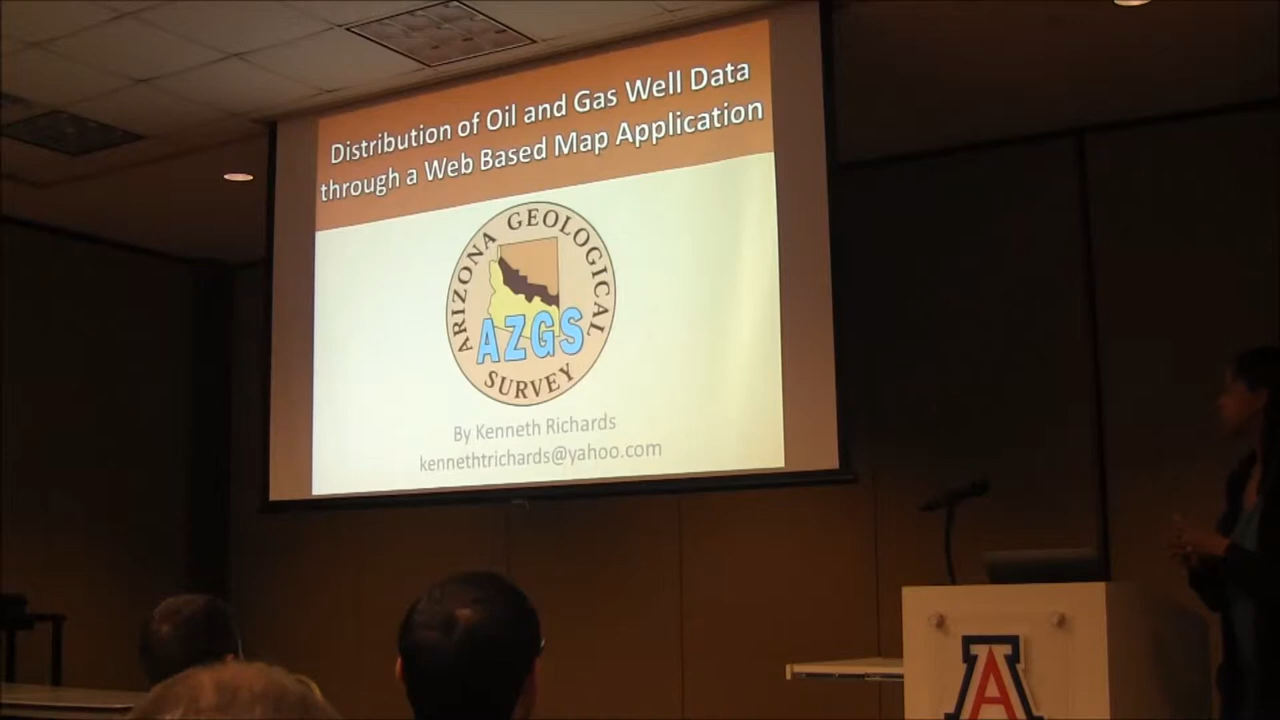 Distribution of Oil and Gas Well Data
through a Web Based Map Application
ARIZONA GEOLOGICAL
AZGS
SURVEY
By Kenneth Richards
kennethtrichards@yahoo.com
A